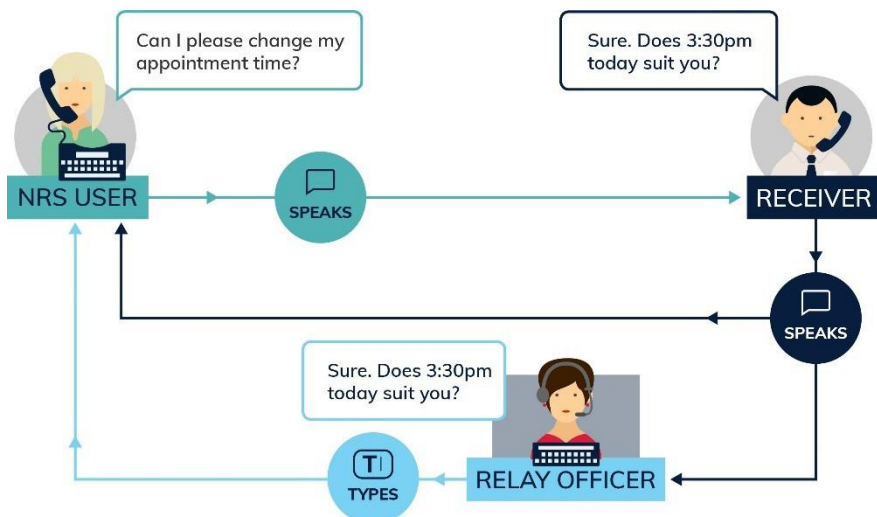 Can I please change my
appointment time?
Sure. Does 3:30pm
today suit you?
NRS USER
SPEAKS
RECEIVER
SPEAKS
Sure. Does 3:30pm
today suit you?
T
TYPES
RELAY OFFICER